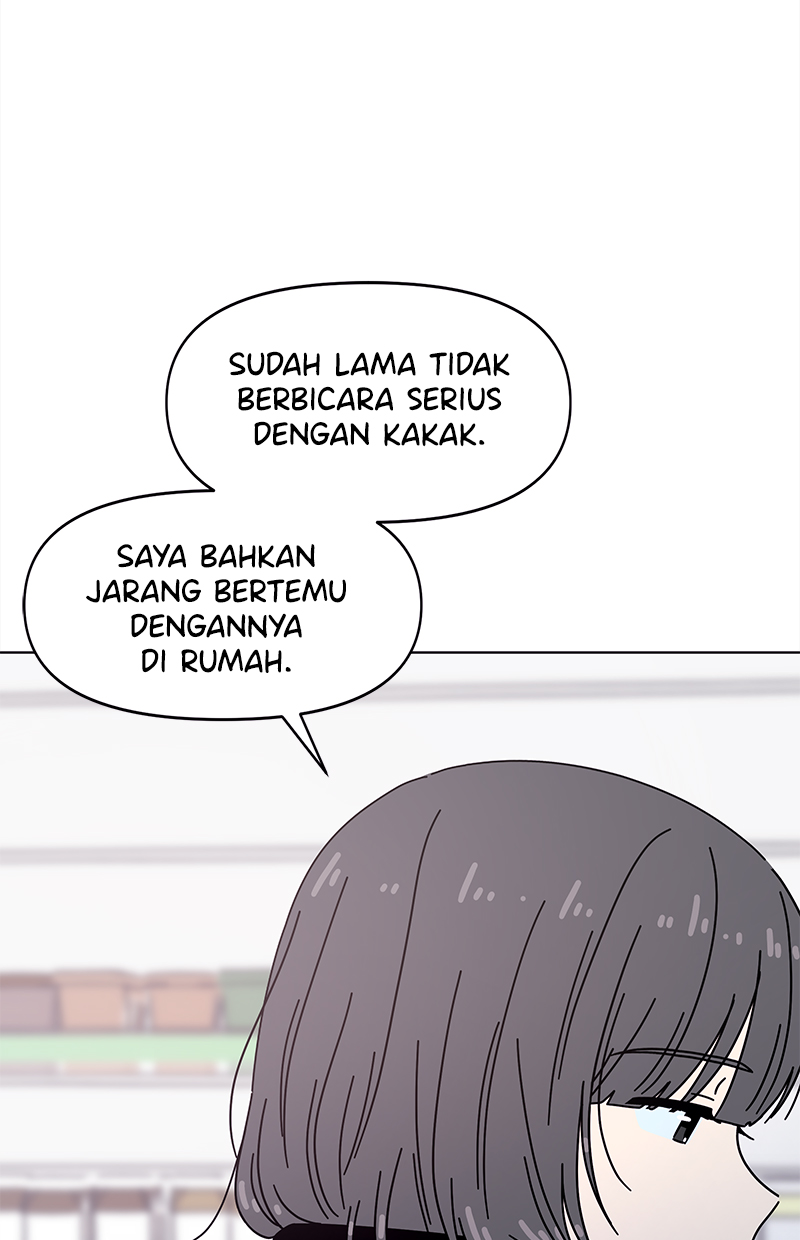 SUDAH LAMA TIDAK
BERBICARA SERIUS
DENGAN KAKAK.
SAYA BAHKAN
JARANG BERTEMU
DENGANNYA
DI RUMAH.